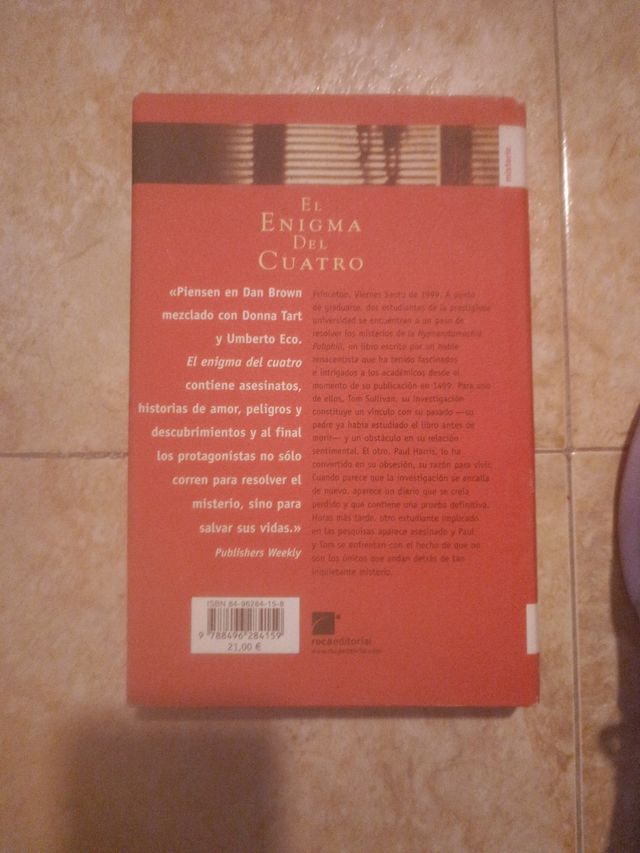 misterio
EL
ENIGMA
DEL
CUATRO
«Piensen en Dan Brown
mezclado con Donna Tart
y Umberto Eco.
El enigma del cuatro
contiene asesinatos,
historias de amor, peligros y
descubrimientos y al final
los protagonistas no sólo
corren para resolver el
misterio, sino para
salvar sus vidas.»
Publishers Weekly
Princeton, Viernes Santo de 1999. A punto
de graduarse, dos estudiantes de la prestigiosa
universidad se encuentran a un paso de
resolver los misterios de la Hypnerotomachia
Poliphili, un libro escrito por un noble
renacentista que ha tenido fascinados
e intrigados a los académicos desde el
momento de su publicación en 1499. Para uno
de ellos, Tom Sullivan, su investigación
constituye un vínculo con su pasado —su
padre ya había estudiado el libro antes de
morir— y un obstáculo en su relación
sentimental. El otro, Paul Harris, lo ha
convertido en su obsesión, su razón para vivir.
Cuando parece que la investigación se encalla
de nuevo, aparece un diario que se creía
perdido y que contiene una prueba definitiva.
Horas más tarde, otro estudiante implicado
en las pesquisas aparece asesinado y Paul
y Tom se enfrentan con el hecho de que no
son los únicos que andan detrás de tan
inquietante misterio.
ISBN 84-96284-15-8
9 788496 284159
21,00 €
rocaeditorial
www.rocaeditorial.com